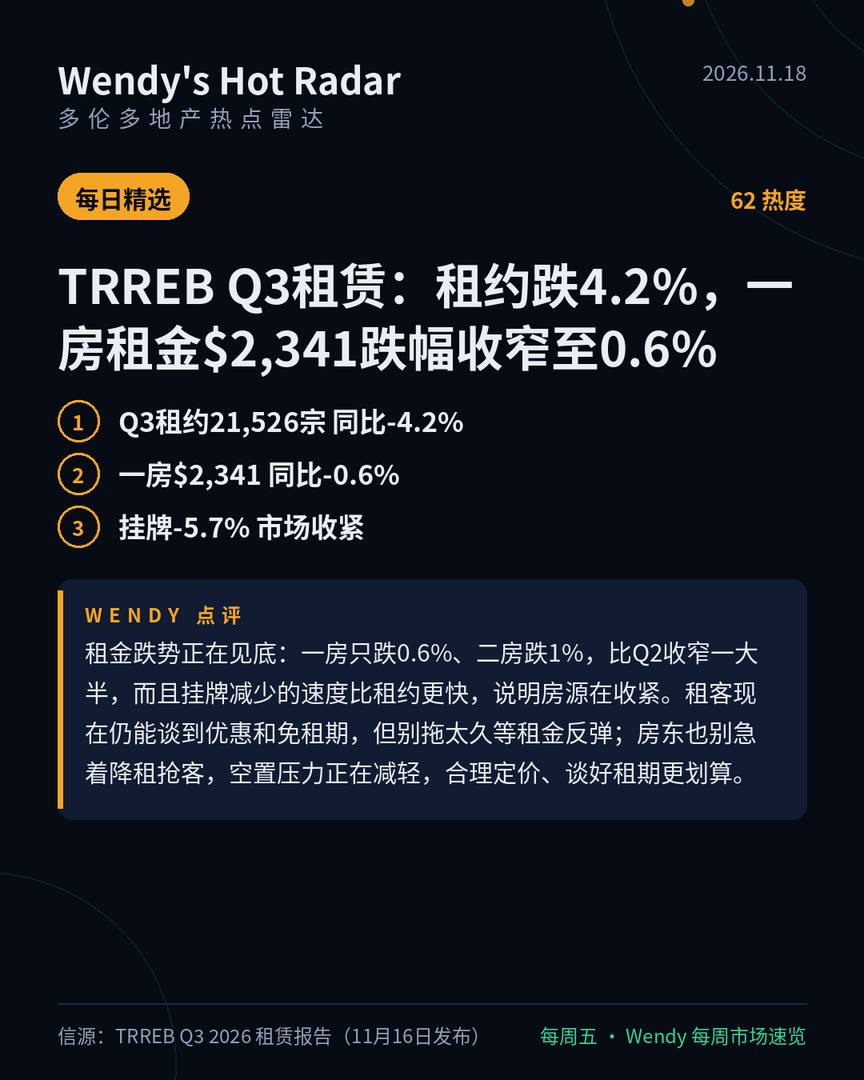 Wendy's Hot Radar
2026.11.18
多伦多地产热点雷达
每日精选
62 热度
TRREB Q3租赁：租约跌4.2%，一
房租金$2,341跌幅收窄至0.6%
1 Q3租约21,526宗 同比-4.2%
2 一房$2,341 同比-0.6%
3 挂牌-5.7% 市场收紧
WENDY 点评
租金跌势正在见底：一房只跌0.6%、二房跌1%，比Q2收窄一大
半，而且挂牌减少的速度比租约更快，说明房源在收紧。租客现
在仍能谈到优惠和免租期，但别拖太久等租金反弹；房东也别急
着降租抢客，空置压力正在减轻，合理定价、谈好租期更划算。
信源：TRREB Q3 2026 租赁报告（11月16日发布）
每周五 · Wendy 每周市场速览